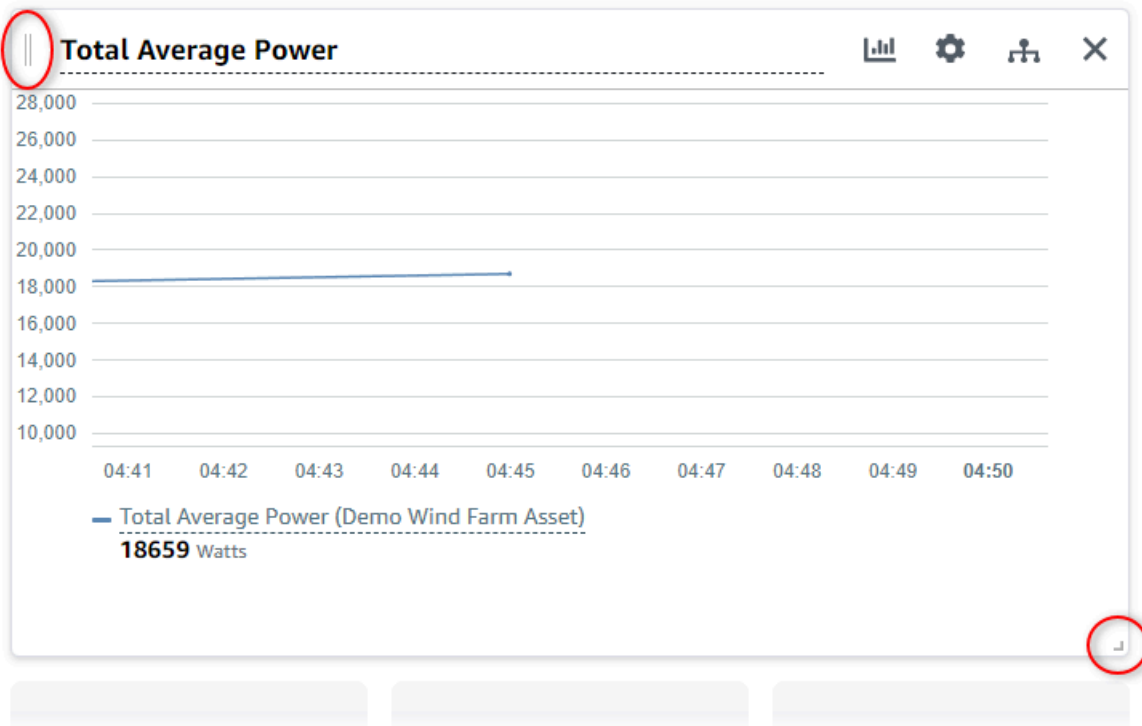 Total Average Power
28,000
26,000
24,000
22,000
20,000
18,000
16,000
14,000
12,000
10,000
04:41 04:42 04:43 04:44 04:45 04:46 04:47 04:48 04:49 04:50
Total Average Power (Demo Wind Farm Asset)
18659 Watts